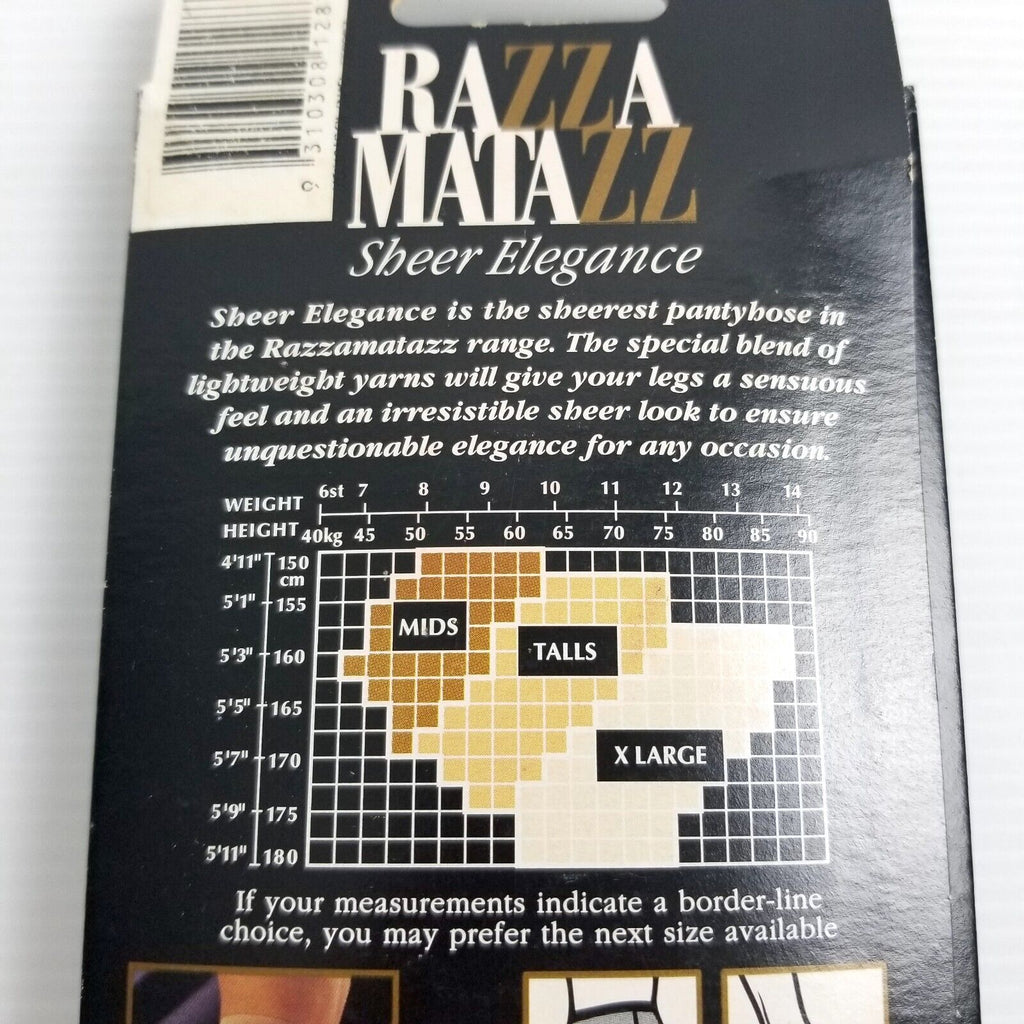 9 310308 128
RAZZA
MATAZZ
Sheer Elegance
Sheer Elegance is the sheerest pantyhose in
the Razzamatazz range. The special blend of
lightweight yarns will give your legs a sensuous
feel and an irresistible sheer look to ensure
unquestionable elegance for any occasion.
WEIGHT 6st 7 8 9 10 11 12 13 14
HEIGHT 40kg 45 50 55 60 65 70 75 80 85 90
4'11" 150
cm
5'1" 155
MIDS
TALLS
5'3" 160
5'5" 165
X LARGE
5'7" 170
5'9" 175
5'11" 180
If your measurements indicate a border-line
choice, you may prefer the next size available